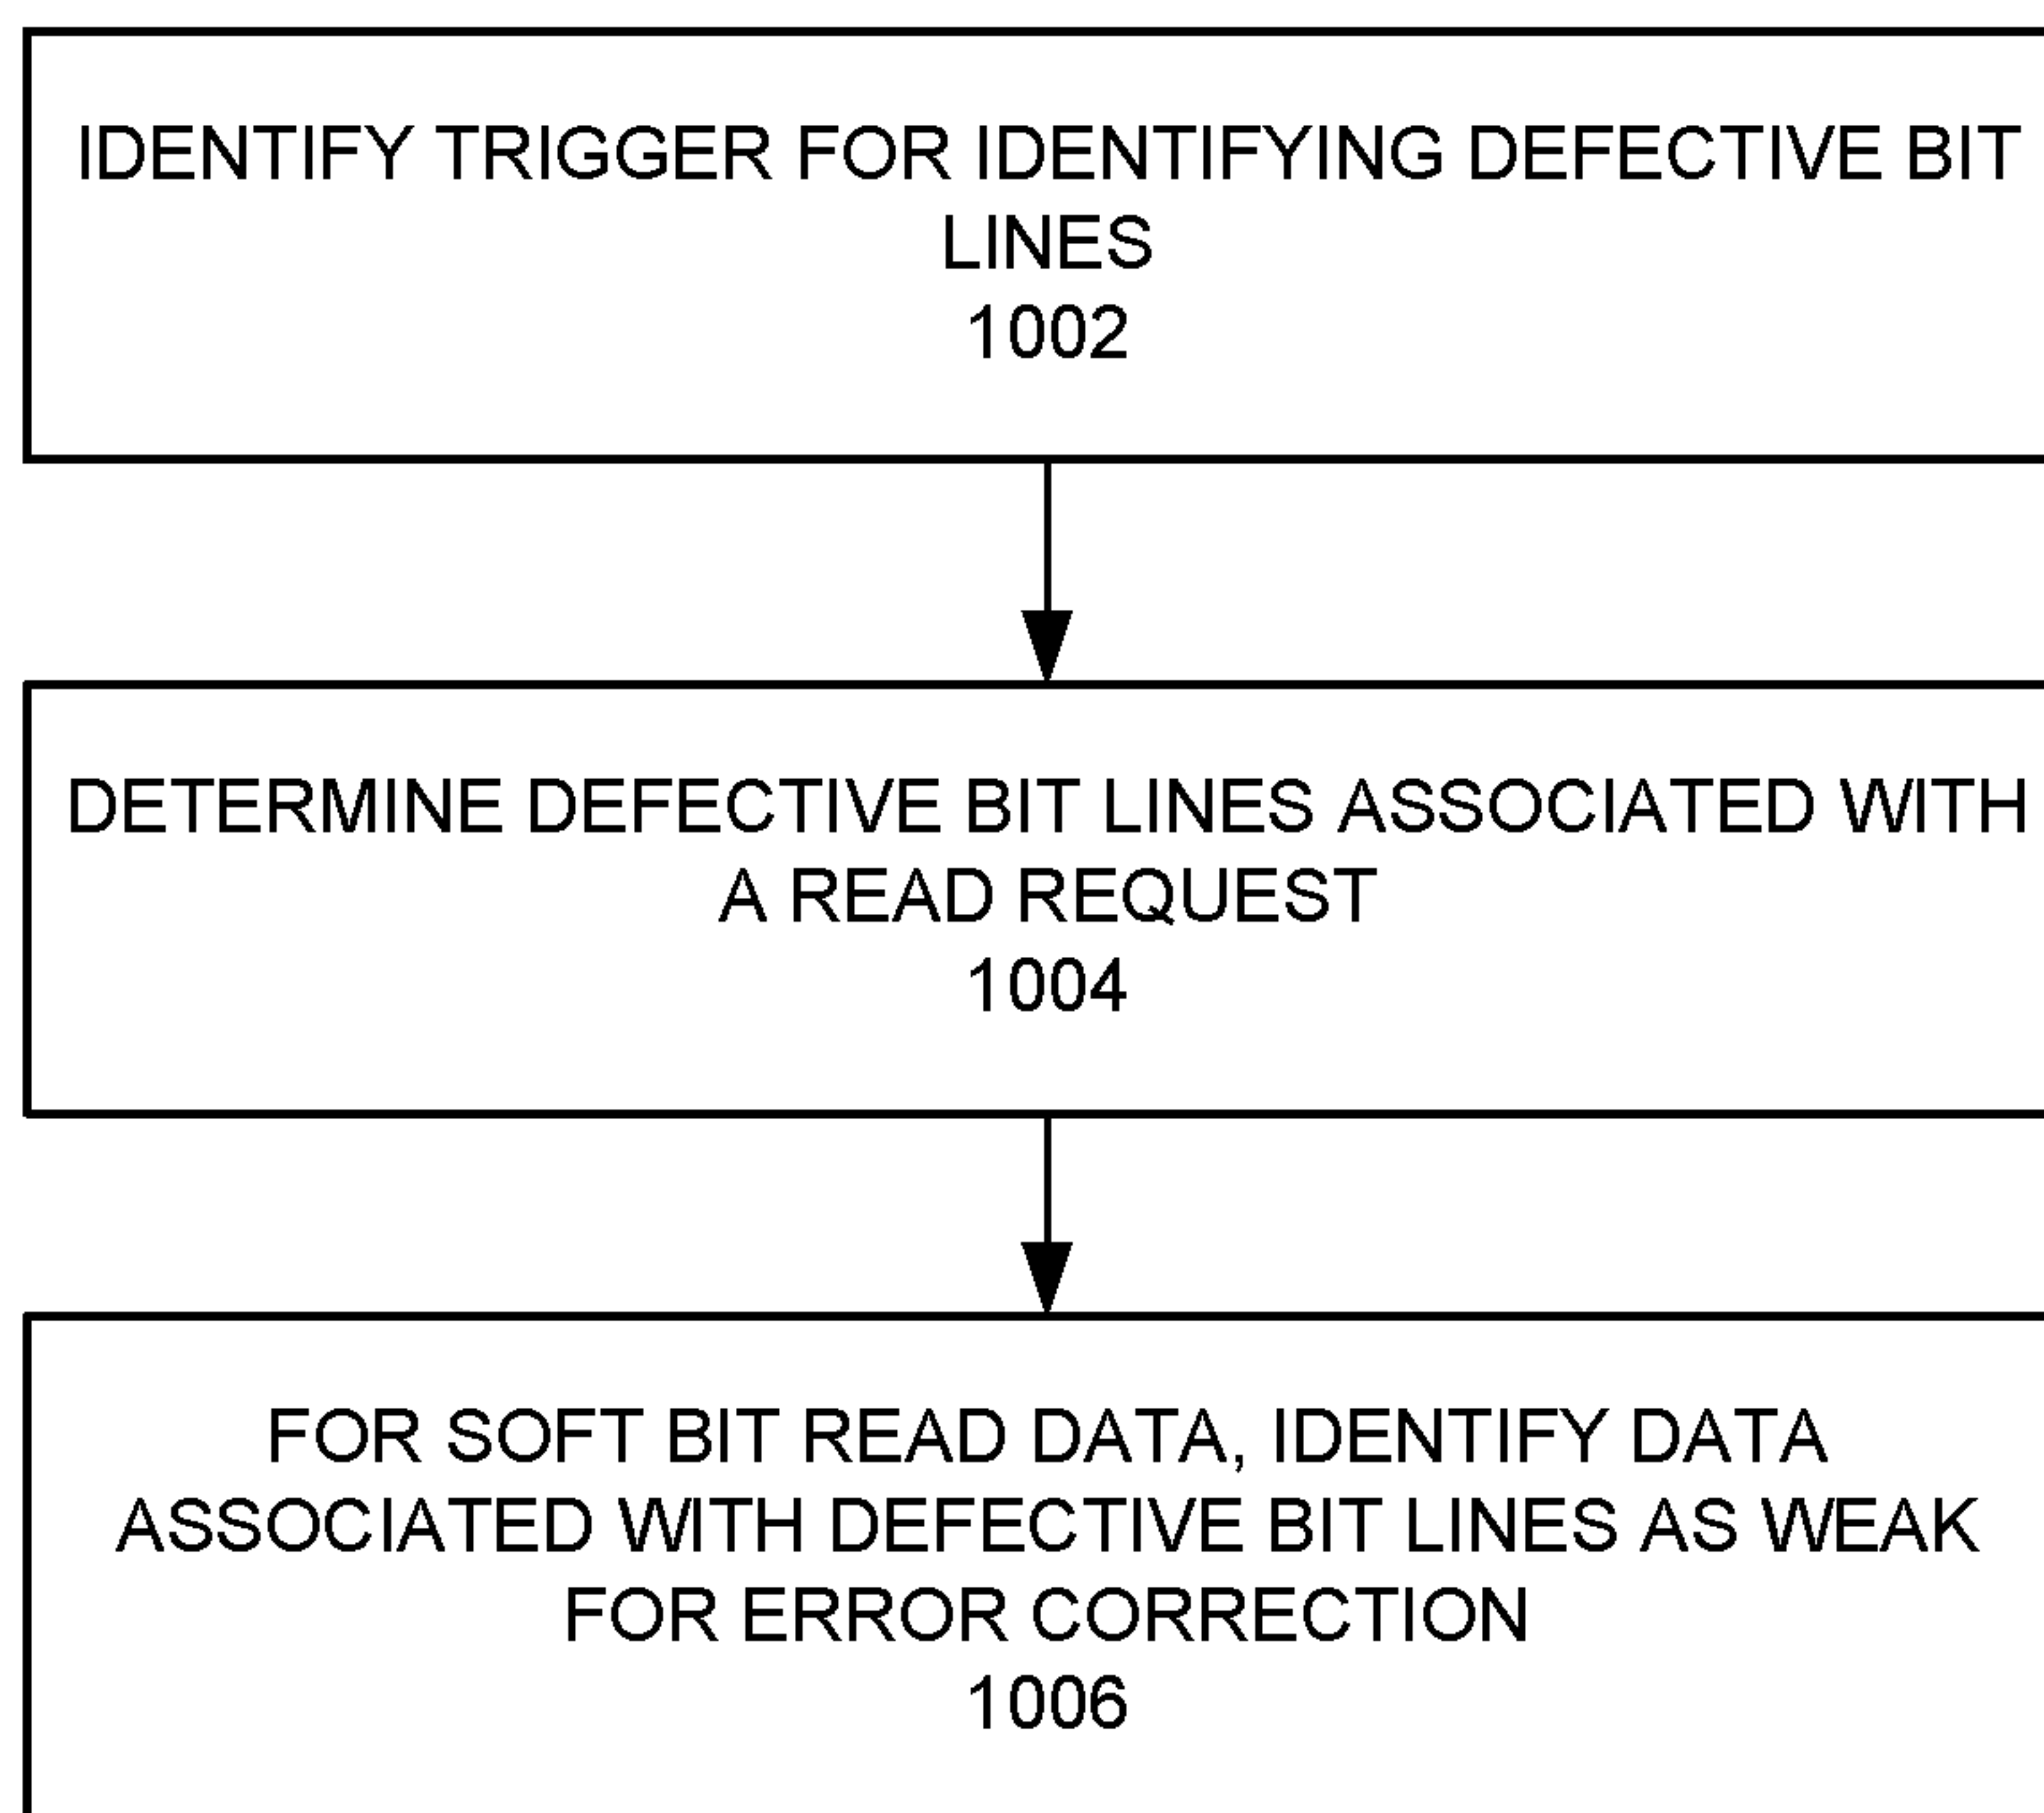 IDENTIFY TRIGGER FOR IDENTIFYING DEFECTIVE BIT
LINES
1002
DETERMINE DEFECTIVE BIT LINES ASSOCIATED WITH
A READ REQUEST
1004
FOR SOFT BIT READ DATA, IDENTIFY DATA
ASSOCIATED WITH DEFECTIVE BIT LINES AS WEAK
FOR ERROR CORRECTION
1006